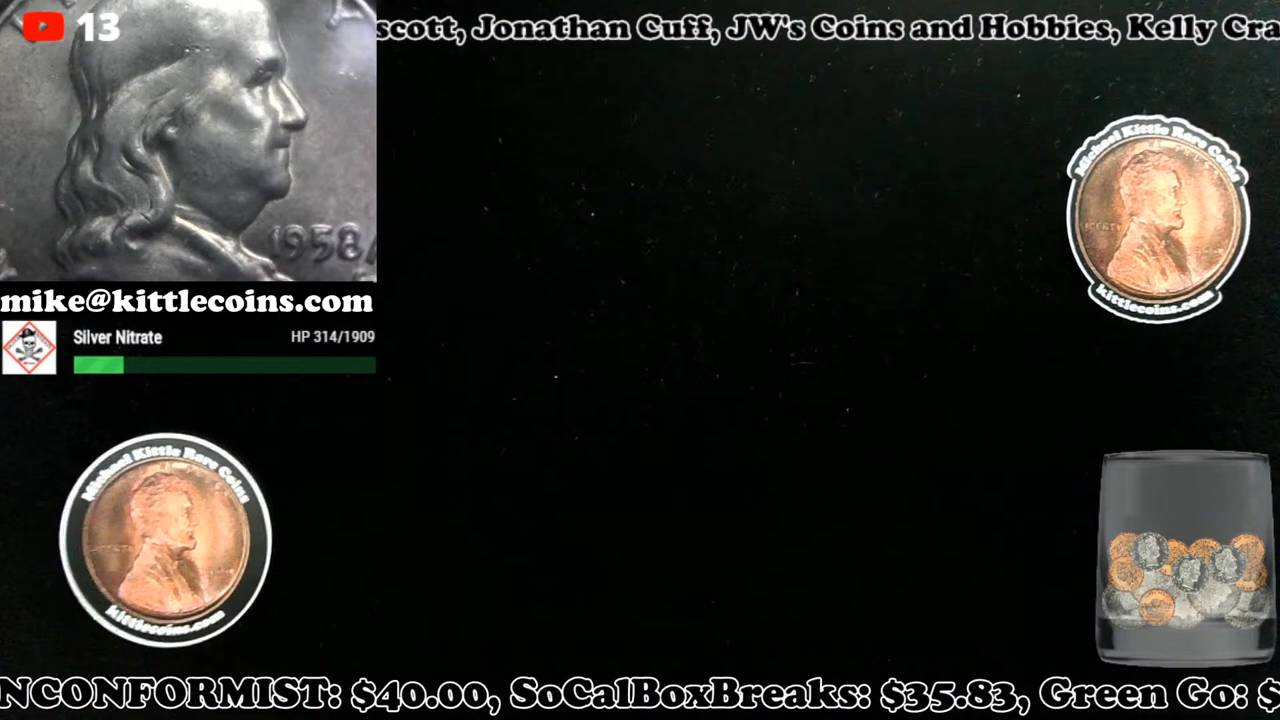 13
scott, Jonathan Cuff, JW's Coins and Hobbies, Kelly Cra
1958
mike@kittlecoins.com
Silver Nitrate HP 314/1909
Michael Kittle Rare Coins
kittlecoins.com
Michael Kittle Rare Coins
kittlecoins.com
NCONFORMIST: $40.00, SoCalBoxBreaks: $35.83, Green Go: $